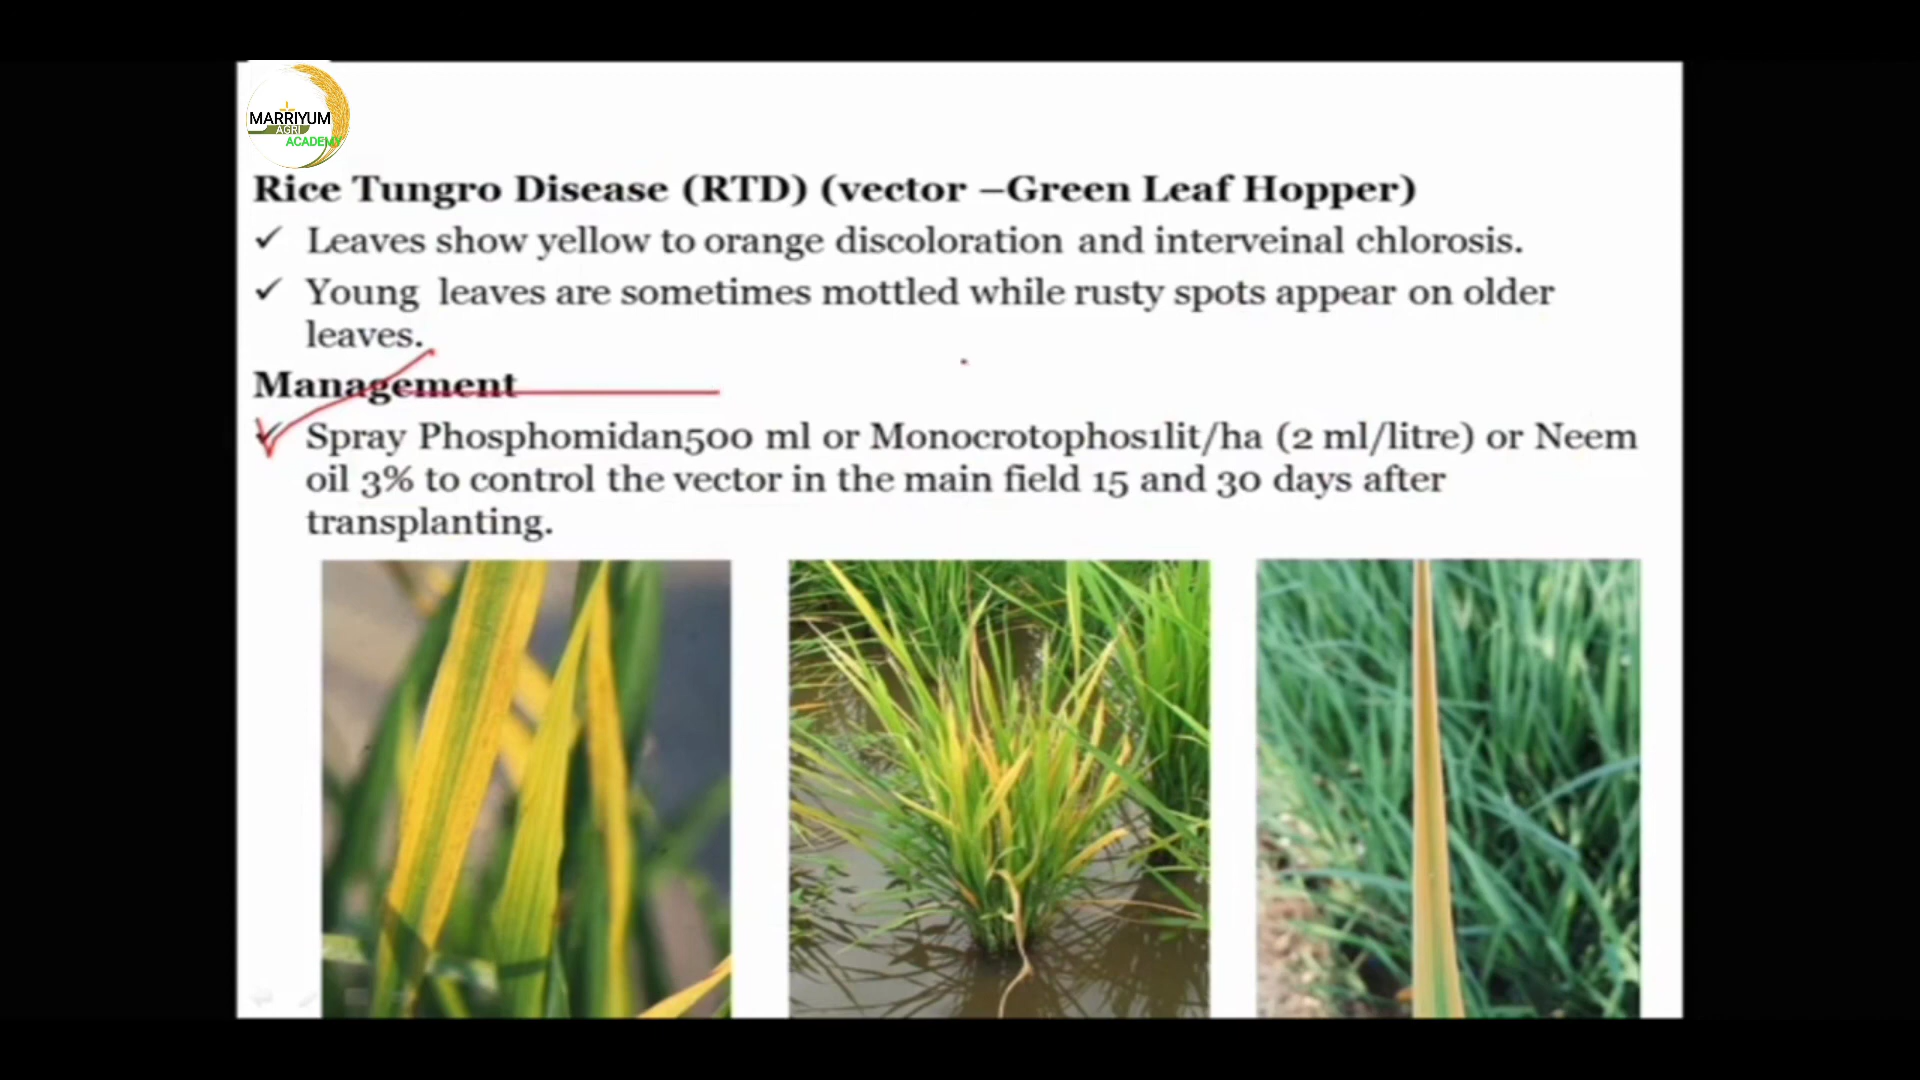 MARRIYUM
AGRI
ACADEMY
Rice Tungro Disease (RTD) (vector –Green Leaf Hopper)
✓ Leaves show yellow to orange discoloration and interveinal chlorosis.
✓ Young leaves are sometimes mottled while rusty spots appear on older
leaves.
Management
✓ Spray Phosphomidan500 ml or Monocrotophos1lit/ha (2 ml/litre) or Neem
oil 3% to control the vector in the main field 15 and 30 days after
transplanting.